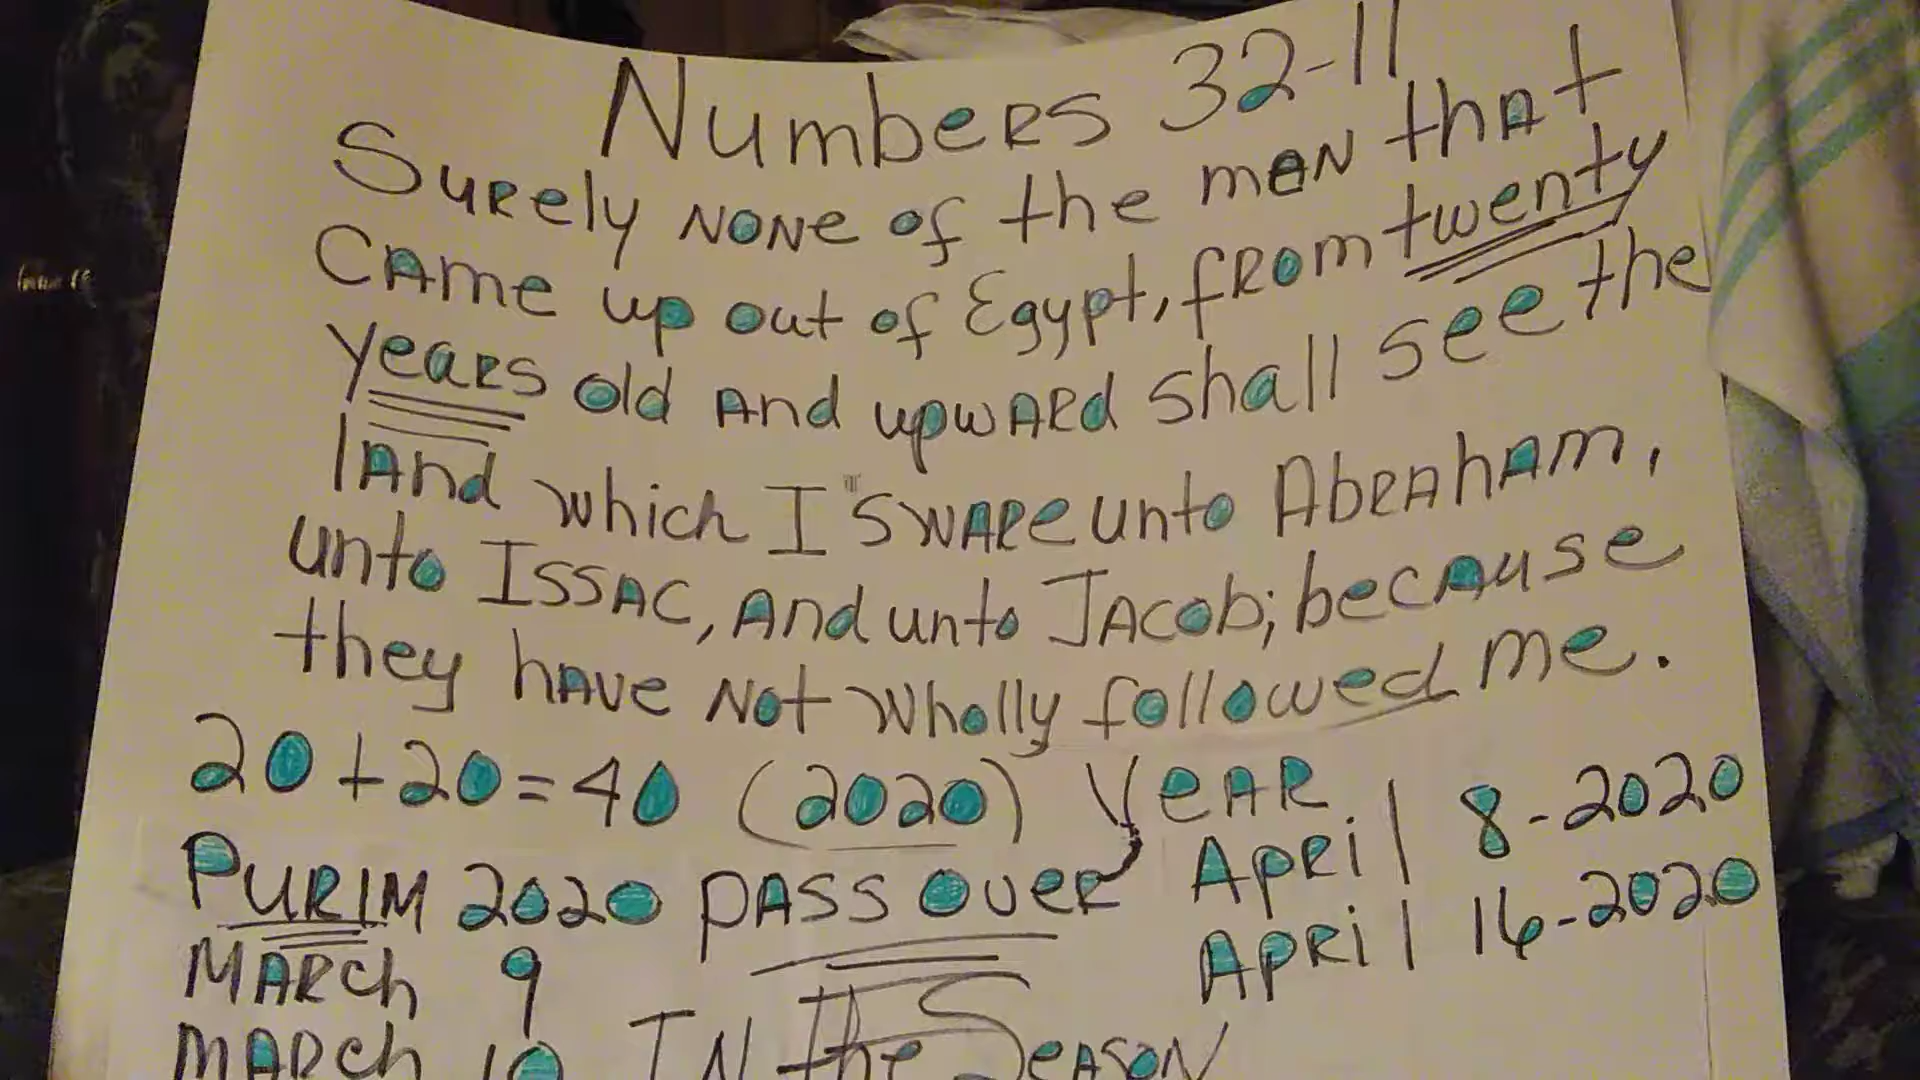 Numbers 32-11
Surely none of the men that
came up out of Egypt, from twenty
years old and upward shall see the
land which I sware unto Abraham,
unto Issac, and unto Jacob; because
they have not wholly followed me.
20+20=40 (2020) Year
Purim 2020 Pass over April 8-2020
March 9 April 16-2020
March 10 In the Season